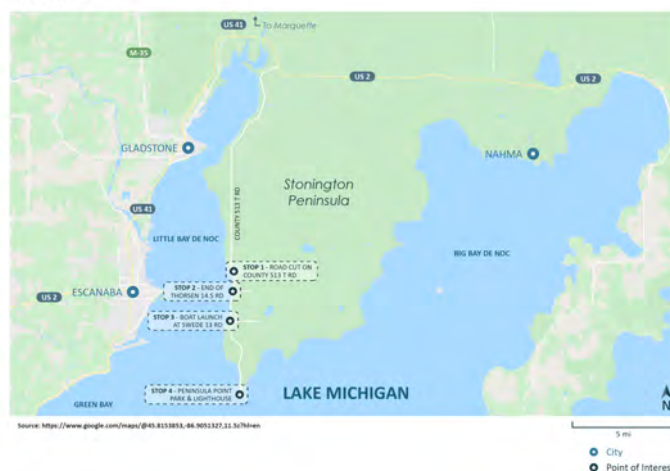 US 41
To Marquette
M-35
US 2
US 2
GLADSTONE
NAHMA
Stonington
Peninsula
COUNTY 513 T RD
US 41
LITTLE BAY DE NOC
BIG BAY DE NOC
STOP 1 - ROAD CUT ON
COUNTY 513 T RD
STOP 2 - END OF
THORSEN 14.5 RD
ESCANABA
US 2
STOP 3 - BOAT LAUNCH
AT SWEDE 13 RD
STOP 4 - PENINSULA POINT
PARK & LIGHTHOUSE
LAKE MICHIGAN
GREEN BAY
N
Source: https://www.google.com/maps/@45.8153853,-86.9051327,11.5z?hl=en
5 mi
City
Point of Interes